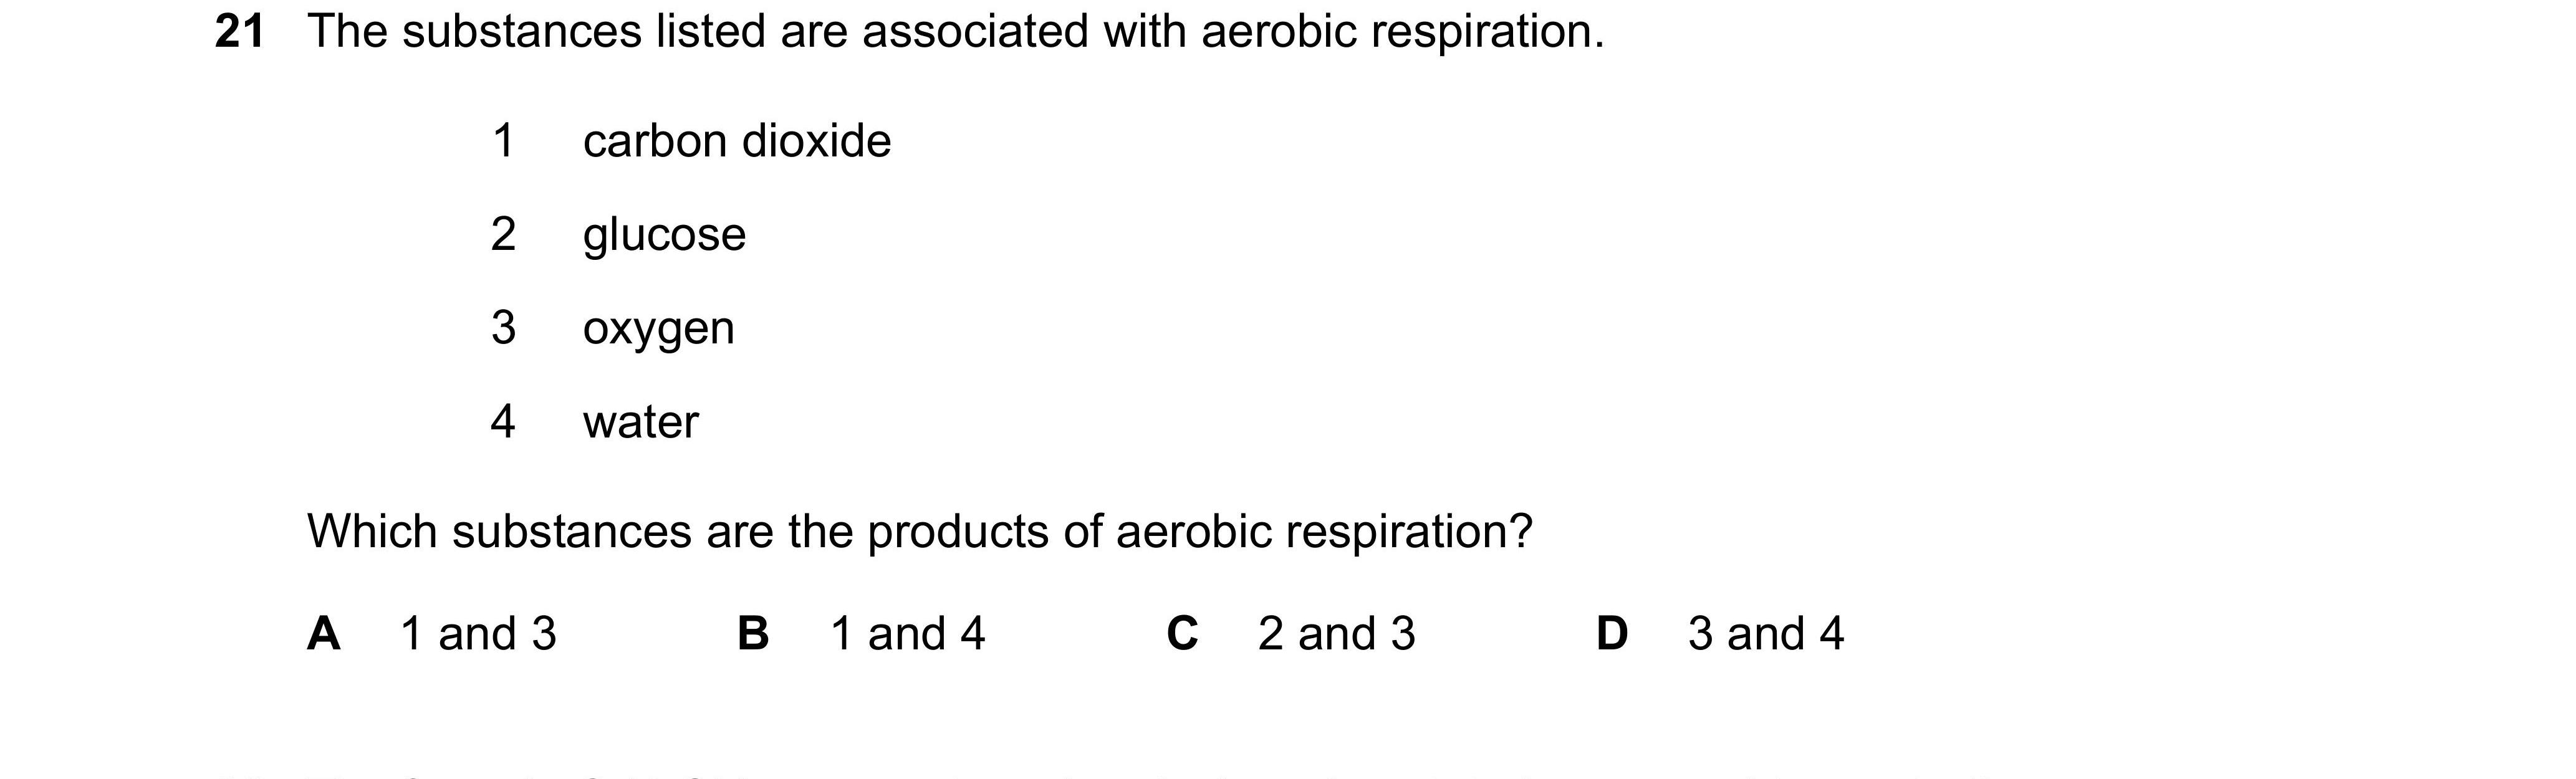 21 The substances listed are associated with aerobic respiration.
1 carbon dioxide
2 glucose
3 oxygen
4 water
Which substances are the products of aerobic respiration?
A 1 and 3 B 1 and 4 C 2 and 3 D 3 and 4